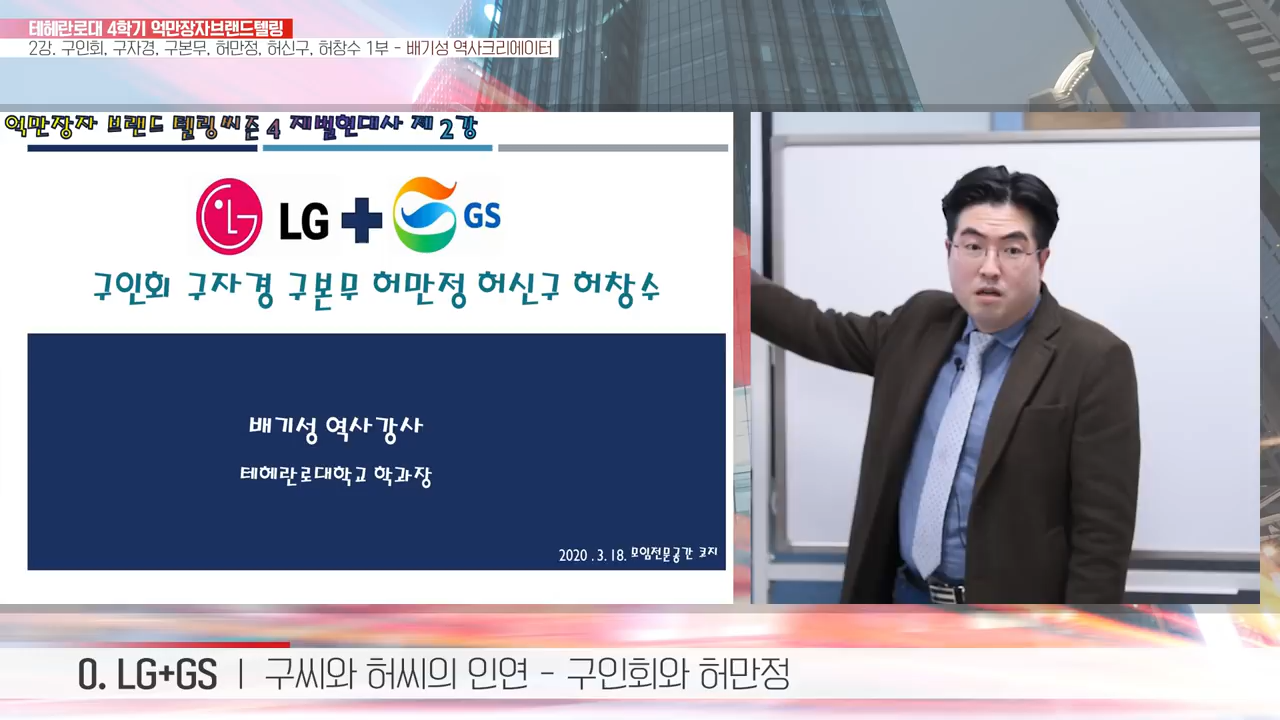 테헤란로대 4학기 억만장자브랜드텔링
2강. 구인회, 구자경, 구본무, 허만정, 허신구, 허창수 1부 - 배기성 역사크리에이터
억만장자 브랜드 텔링씨즌 4 재벌현대사 제 2강
LG GS
구인회 구자경 구본무 허만정 허신구 허창수
배기성 역사강사
테헤란로대학교 학과장
2020 . 3. 18. 모임전문공간 코지
0. LG+GS | 구씨와 허씨의 인연 - 구인회와 허만정